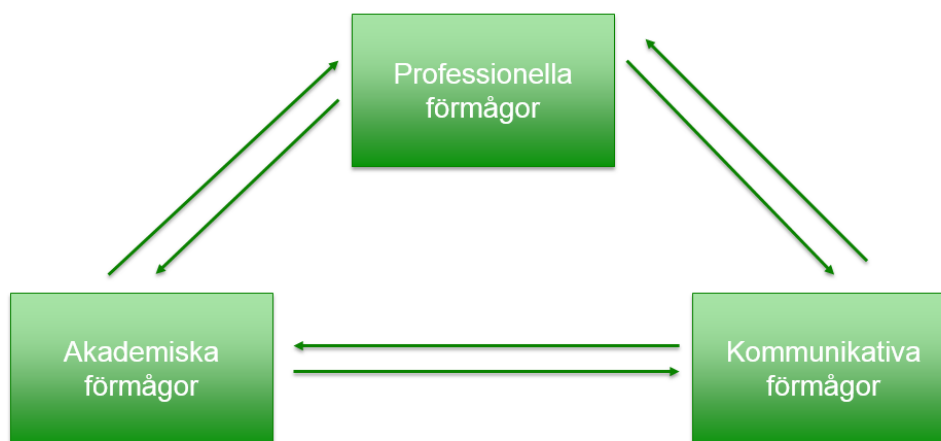 Professionella
förmågor
Akademiska
förmågor
Kommunikativa
förmågor